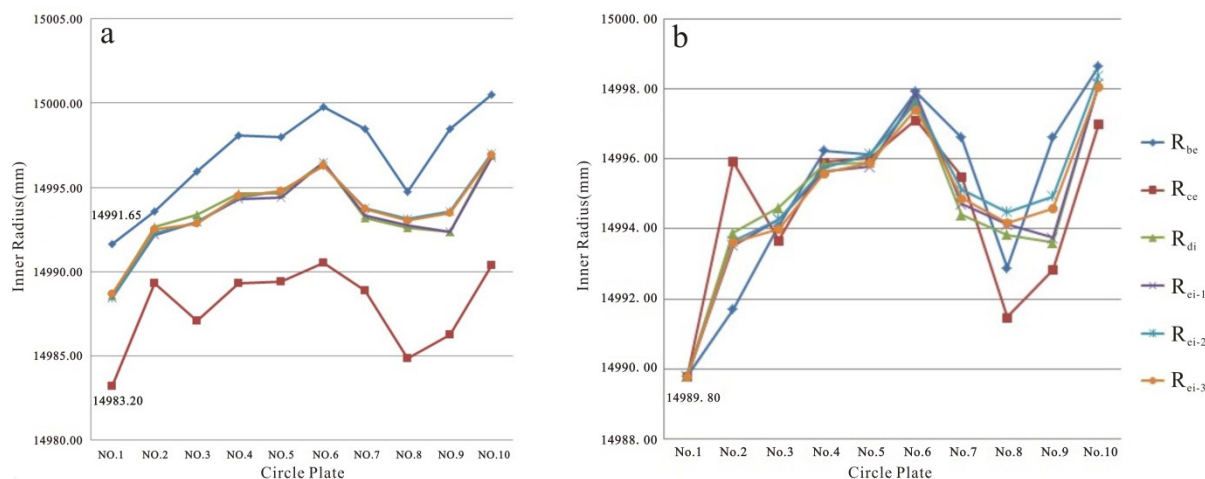 a
15005.00
15000.00
14995.00
14990.00
14985.00
14980.00
Inner Radius(mm)
14991.65
14983.20
NO.1 NO.2 NO.3 NO.4 NO.5 NO.6 NO.7 NO.8 NO.9 NO.10
Circle Plate
b
15000.00
14998.00
14996.00
14994.00
14992.00
14990.00
14988.00
Inner Radius(mm)
14989.80
No.1 No.2 No.3 No.4 No.5 No.6 No.7 No.8 No.9 No.10
Circle Plate
Rbe
Rce
Rdi
Rei-1
Rei-2
Rei-3